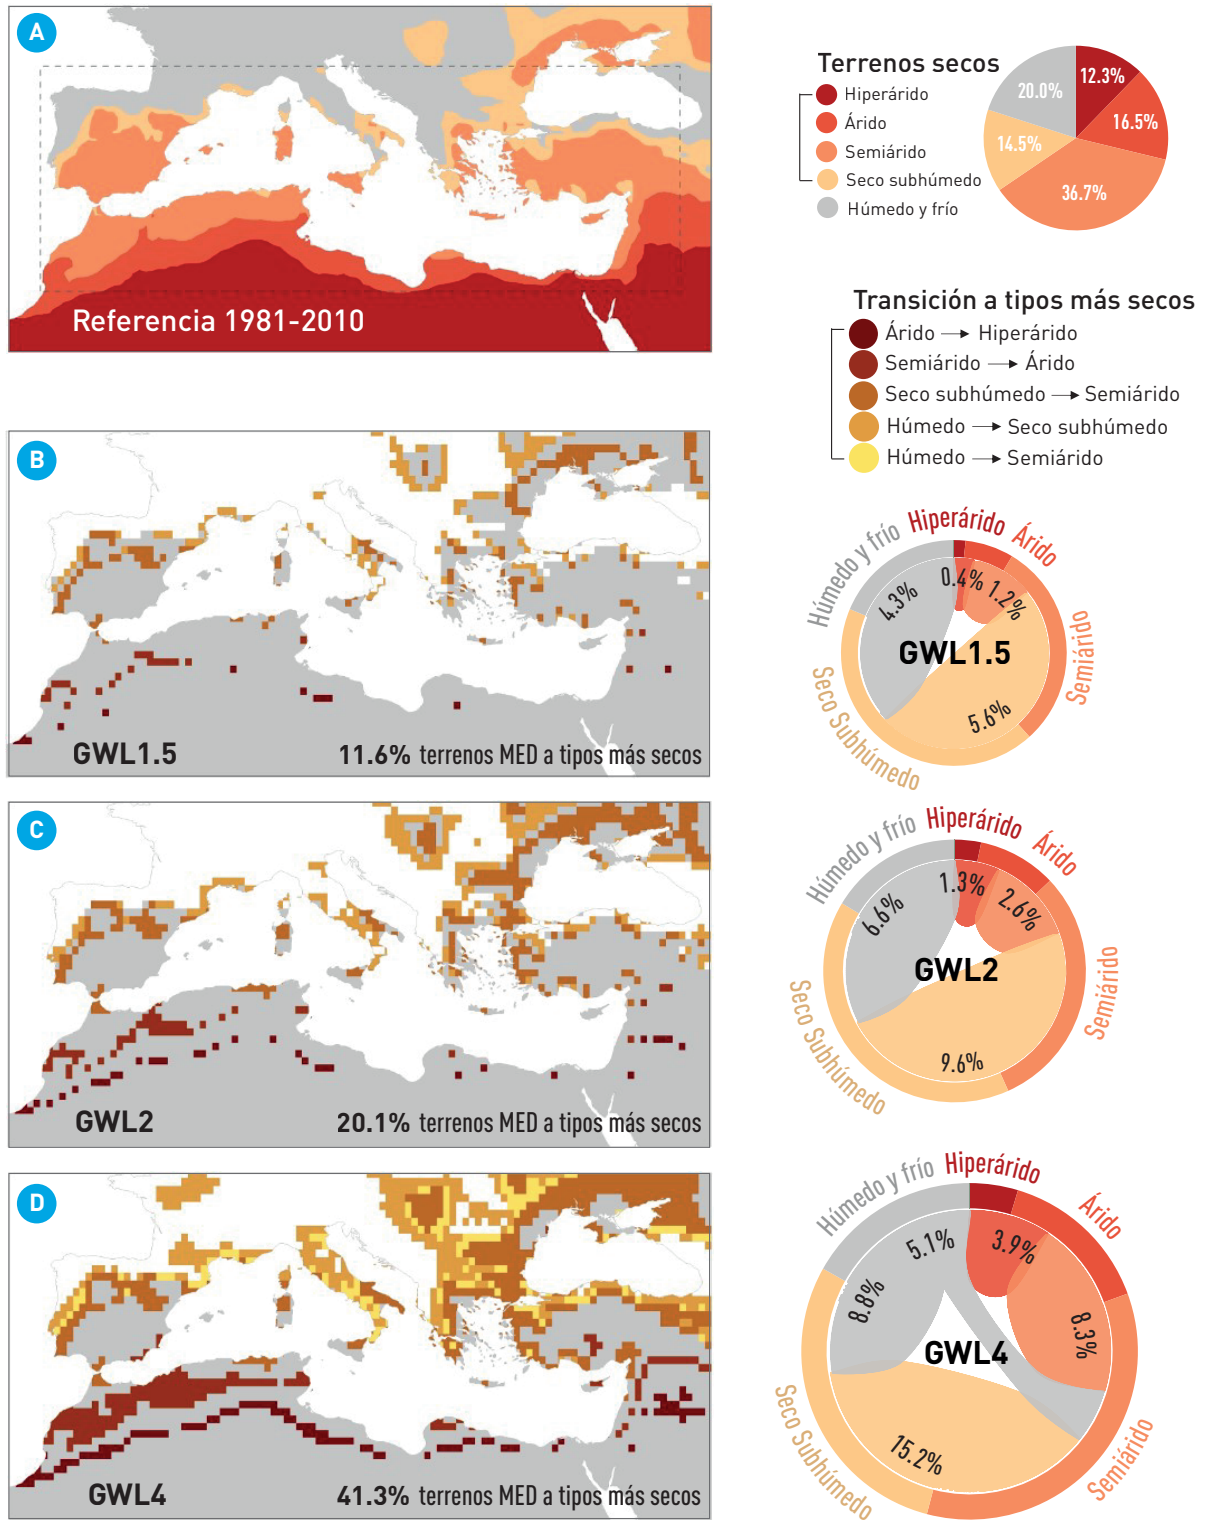 A
Referencia 1981-2010
Terrenos secos
Hiperárido
Árido
Semiárido
Seco subhúmedo
Húmedo y frío
12.3%
16.5%
36.7%
14.5%
20.0%
Transición a tipos más secos
Árido → Hiperárido
Semiárido → Árido
Seco subhúmedo → Semiárido
Húmedo → Seco subhúmedo
Húmedo → Semiárido
B
GWL1.5
11.6% terrenos MED a tipos más secos
Húmedo y frío
Hiperárido
Árido
Semiárido
Seco Subhúmedo
4.3%
0.4%
1.2%
5.6%
GWL1.5
C
GWL2
20.1% terrenos MED a tipos más secos
Húmedo y frío
Hiperárido
Árido
Semiárido
Seco Subhúmedo
6.6%
1.3%
2.6%
9.6%
GWL2
D
GWL4
41.3% terrenos MED a tipos más secos
Húmedo y frío
Hiperárido
Árido
Semiárido
Seco Subhúmedo
8.8%
5.1%
3.9%
8.3%
15.2%
GWL4